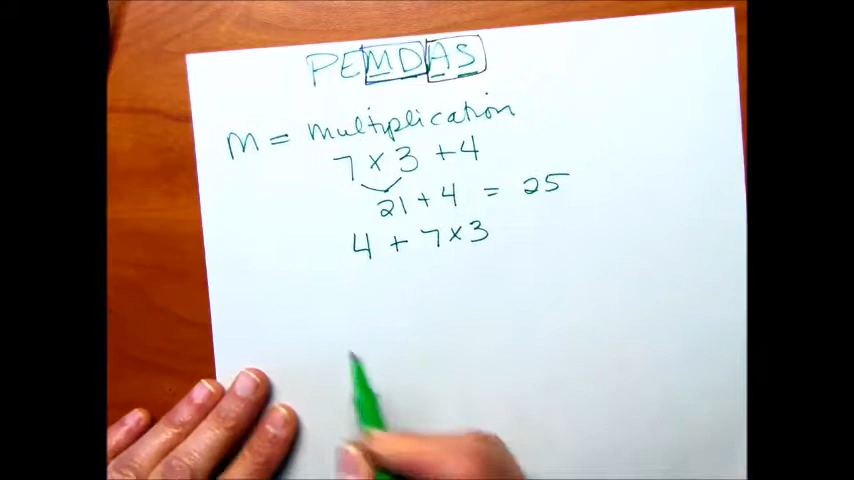 PEMDAS
M = Multiplication
7 × 3 + 4
21 + 4 = 25
4 + 7 × 3